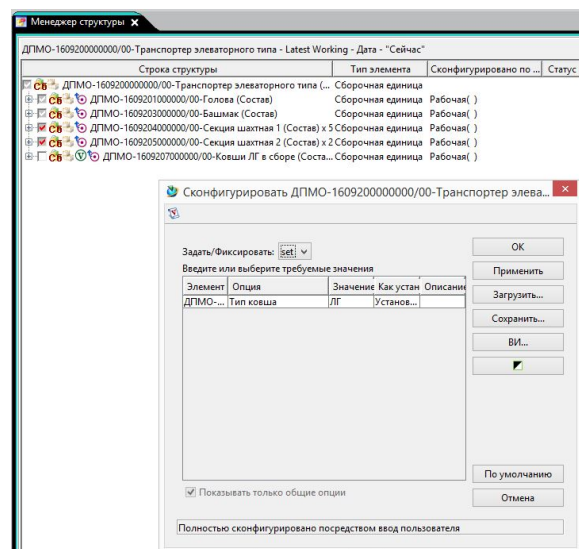 Менеджер структуры
ДПМО-1609200000000/00-Транспортер элеваторного типа - Latest Working - Дата - "Сейчас"
Строка структуры Тип элемента Сконфигурировано по ... Статус
Сб ДПМО-1609200000000/00-Транспортер элеваторного типа (... Сборочная единица
Сб ДПМО-1609201000000/00-Голова (Состав) Сборочная единица Рабочая( )
Сб ДПМО-1609203000000/00-Башмак (Состав) Сборочная единица Рабочая( )
Сб ДПМО-1609204000000/00-Секция шахтная 1 (Состав) x 5 Сборочная единица Рабочая( )
Сб ДПМО-1609205000000/00-Секция шахтная 2 (Состав) x 2 Сборочная единица Рабочая( )
Сб V ДПМО-1609207000000/00-Ковши ЛГ в сборе (Соста... Сборочная единица Рабочая( )
Сконфигурировать ДПМО-1609200000000/00-Транспортер элева...
Задать/Фиксировать: set
Введите или выберите требуемые значения
Элемент Опция Значение Как устан Описание
ДПМО-... Тип ковша ЛГ Установ...
OK
Применить
Загрузить...
Сохранить...
ВИ...
По умолчанию
Показывать только общие опции
Отмена
Полностью сконфигурировано посредством ввод пользователя